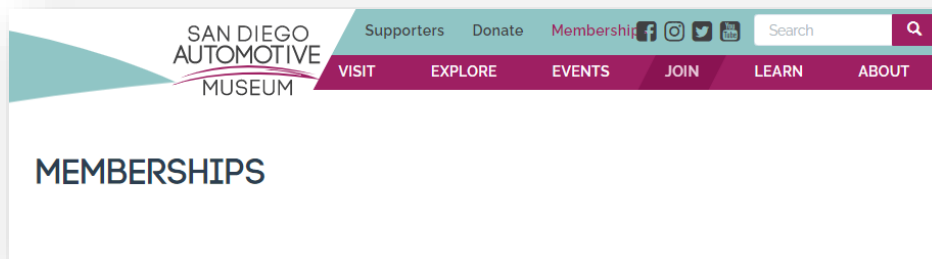 SAN DIEGO
AUTOMOTIVE
MUSEUM
Supporters Donate Membership
Search
VISIT EXPLORE EVENTS JOIN LEARN ABOUT
MEMBERSHIPS